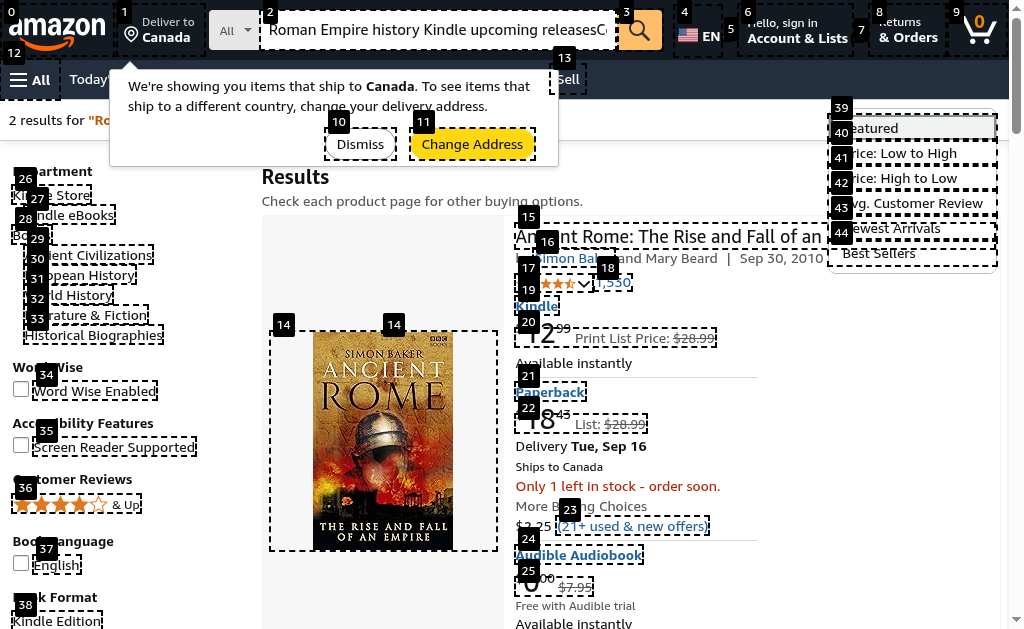 0 1 2 3 4 6 8 9
amazon
Deliver to
Canada
All
Roman Empire history Kindle upcoming releasesC
EN
5
Hello, sign in
Account & Lists
7
Returns
& Orders
0
12
All
Today'
13
Sell
We're showing you items that ship to Canada. To see items that
ship to a different country, change your delivery address.
10 11
Dismiss
Change Address
2 results for "Ro
39
Featured
40
Price: Low to High
41
Price: High to Low
42
Avg. Customer Review
43
Newest Arrivals
44
Best Sellers
Department
26
Kindle Store
27
Kindle eBooks
28
Books
29
Ancient Civilizations
30
European History
31
World History
32
Literature & Fiction
33
Historical Biographies
Word Wise
34
Word Wise Enabled
Accessibility Features
35
Screen Reader Supported
Customer Reviews
36
& Up
Book Language
37
English
Book Format
38
Kindle Edition
Results
Check each product page for other buying options.
14 14
SIMON BAKER
BBC
BOOKS
ANCIENT
ROME
THE RISE AND FALL
OF AN EMPIRE
15
Ancient Rome: The Rise and Fall of an
16
by Simon Baker and Mary Beard | Sep 30, 2010
17 18
1,530
19
Kindle
20
12 99 Print List Price: $28.99
Available instantly
21
Paperback
22
18 43 List: $28.99
Delivery Tue, Sep 16
Ships to Canada
Only 1 left in stock - order soon.
More Buying Choices
23
$2.25 (21+ used & new offers)
24
Audible Audiobook
25
0 00 $7.95
Free with Audible trial
Available instantly